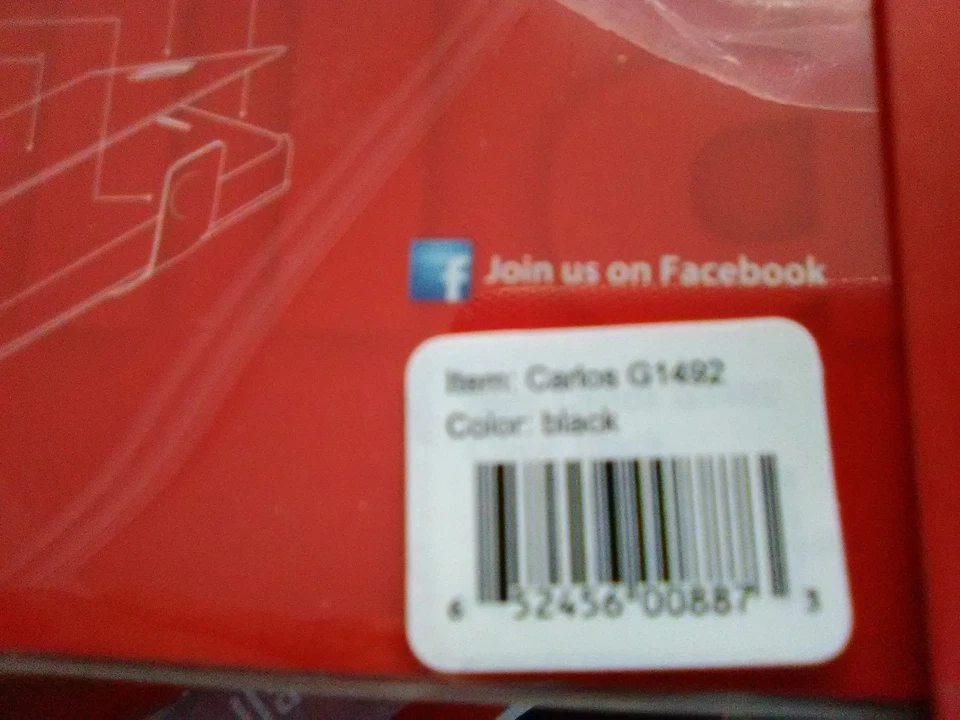 f Join us on Facebook
Item: Carlos G1492
Color: black
6 52456 00887 3